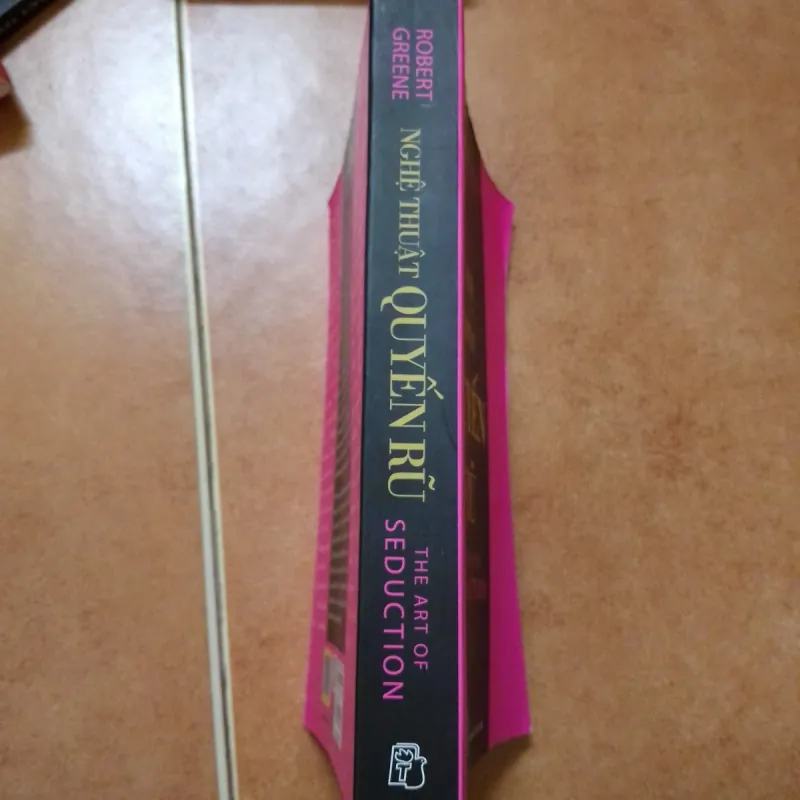 ROBERT
GREENE
NGHỆ THUẬT QUYẾN RŨ
THE ART OF
SEDUCTION